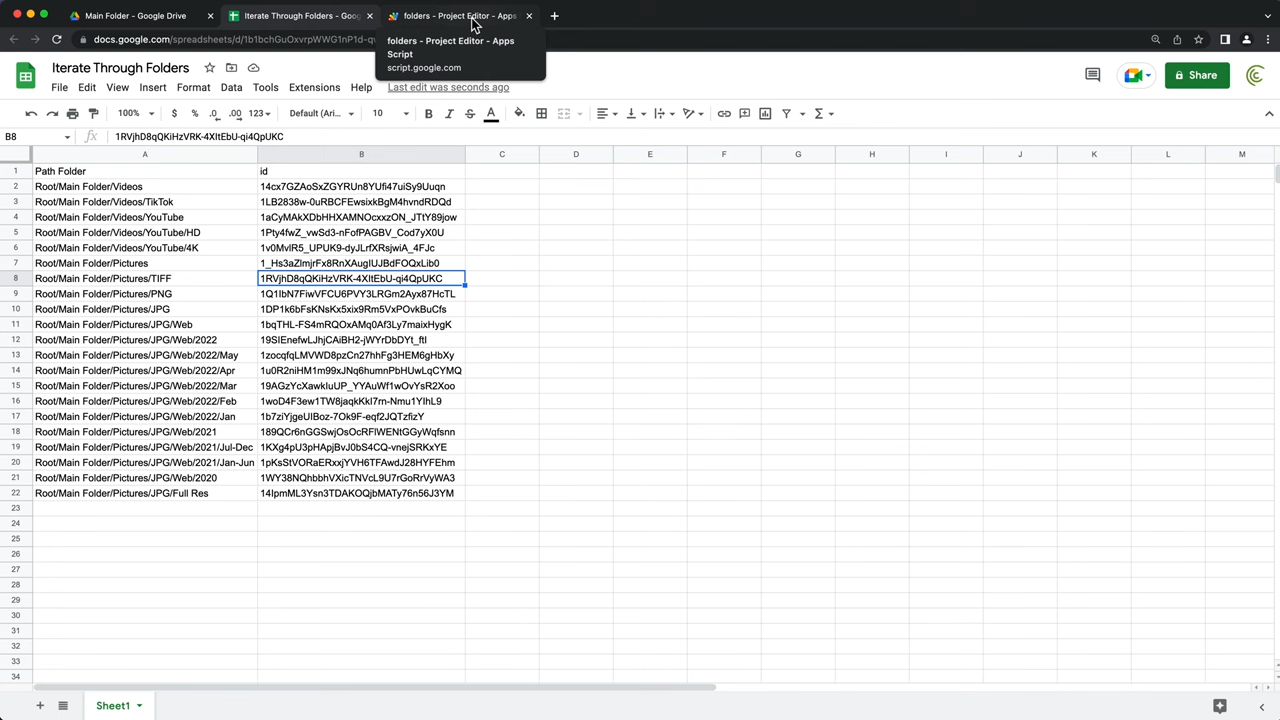 Main Folder - Google Drive
Iterate Through Folders - Goog
folders - Project Editor - Apps
docs.google.com/spreadsheets/d/1b1bchGuOxvrpWWG1nP1d-qv
folders - Project Editor - Apps
Script
script.google.com
Iterate Through Folders
Share
File Edit View Insert Format Data Tools Extensions Help Last edit was seconds ago
100% $ % .0 .00 123 Default (Ari... 10 B I S A
B8 fx 1RVjhD8qQKiHzVRK-4XItEbU-qi4QpUKC
A B C D E F G H I J K L M
1 Path Folder id
2 Root/Main Folder/Videos 14cx7GZAoSxZGYRUn8YUfi47uiSy9Uuqn
3 Root/Main Folder/Videos/TikTok 1LB2838w-0uRBCFEwsixkBgM4hvndRDQd
4 Root/Main Folder/Videos/YouTube 1aCyMAkXDbHHXAMNOcxxzON_JTtY89jow
5 Root/Main Folder/Videos/YouTube/HD 1Pty4fwZ_vwSd3-nFofPAGBV_Cod7yX0U
6 Root/Main Folder/Videos/YouTube/4K 1v0MvlR5_UPUK9-dyJLrfXRsjwiA_4FJc
7 Root/Main Folder/Pictures 1_Hs3aZlmjrFx8RnXAugIUJBdFOQxLib0
8 Root/Main Folder/Pictures/TIFF 1RVjhD8qQKiHzVRK-4XItEbU-qi4QpUKC
9 Root/Main Folder/Pictures/PNG 1Q1IbN7FiwVFCU6PVY3LRGm2Ayx87HcTL
10 Root/Main Folder/Pictures/JPG 1DP1k6bFsKNsKx5xix9Rm5VxPOvkBuCfs
11 Root/Main Folder/Pictures/JPG/Web 1bqTHL-FS4mRQOxAMq0Af3Ly7maixHygK
12 Root/Main Folder/Pictures/JPG/Web/2022 19SIEnefwLJhjCAiBH2-jWYrDbDYt_ftI
13 Root/Main Folder/Pictures/JPG/Web/2022/May 1zocqfqLMVWD8pzCn27hhFg3HEM6gHbXy
14 Root/Main Folder/Pictures/JPG/Web/2022/Apr 1u0R2niHM1m99xJNq6humnPbHUwLqCYMQ
15 Root/Main Folder/Pictures/JPG/Web/2022/Mar 19AGzYcXawkIuUP_YYAuWf1wOvYsR2Xoo
16 Root/Main Folder/Pictures/JPG/Web/2022/Feb 1woD4F3ew1TW8jaqkKkI7rn-Nmu1YIhL9
17 Root/Main Folder/Pictures/JPG/Web/2022/Jan 1b7ziYjgeUIBoz-7Ok9F-eqf2JQTzfizY
18 Root/Main Folder/Pictures/JPG/Web/2021 189QCr6nGGSwjOsOcRFlWENtGGyWqfsnn
19 Root/Main Folder/Pictures/JPG/Web/2021/Jul-Dec 1KXg4pU3pHApjBvJ0bS4CQ-vnejSRKxYE
20 Root/Main Folder/Pictures/JPG/Web/2021/Jan-Jun 1pKsStVORaERxxjYVH6TFAwdJ28HYFEhm
21 Root/Main Folder/Pictures/JPG/Web/2020 1WY38NQhbbhVXicTNVcL9U7rGoRrVyWA3
22 Root/Main Folder/Pictures/JPG/Full Res 14IpmML3Ysn3TDAKOQjbMATy76n56J3YM
23
24
25
26
27
28
29
30
31
32
33
34
Sheet1